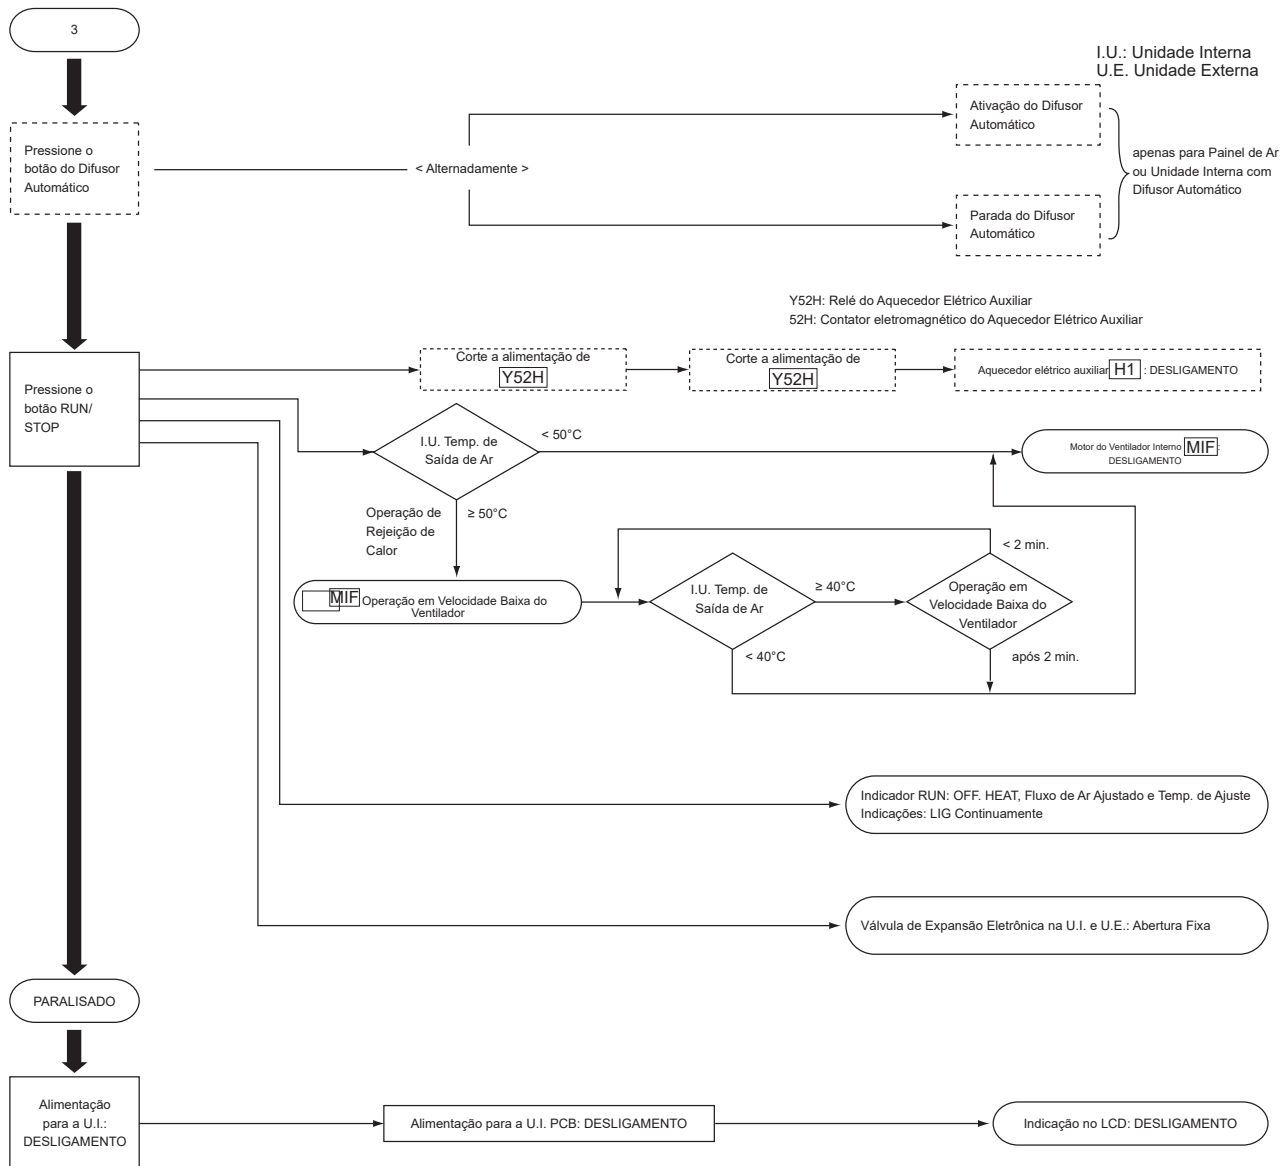 3
I.U.: Unidade Interna
U.E. Unidade Externa
Pressione o
botão do Difusor
Automático
< Alternadamente >
Ativação do Difusor
Automático
Parada do Difusor
Automático
apenas para Painel de Ar
ou Unidade Interna com
Difusor Automático
Y52H: Relé do Aquecedor Elétrico Auxiliar
52H: Contator eletromagnético do Aquecedor Elétrico Auxiliar
Pressione o
botão RUN/
STOP
Corte a alimentação de
Y52H
Corte a alimentação de
Y52H
Aquecedor elétrico auxiliar H1 : DESLIGAMENTO
I.U. Temp. de
Saída de Ar
< 50°C
Motor do Ventilador Interno MIF :
DESLIGAMENTO
≥ 50°C
Operação de
Rejeição de
Calor
MIF Operação em Velocidade Baixa do
Ventilador
I.U. Temp. de
Saída de Ar
≥ 40°C
< 40°C
Operação em
Velocidade Baixa do
Ventilador
< 2 min.
após 2 min.
Indicador RUN: OFF. HEAT, Fluxo de Ar Ajustado e Temp. de Ajuste
Indicações: LIG Continuamente
Válvula de Expansão Eletrônica na U.I. e U.E.: Abertura Fixa
PARALISADO
Alimentação
para a U.I.:
DESLIGAMENTO
Alimentação para a U.I. PCB: DESLIGAMENTO
Indicação no LCD: DESLIGAMENTO